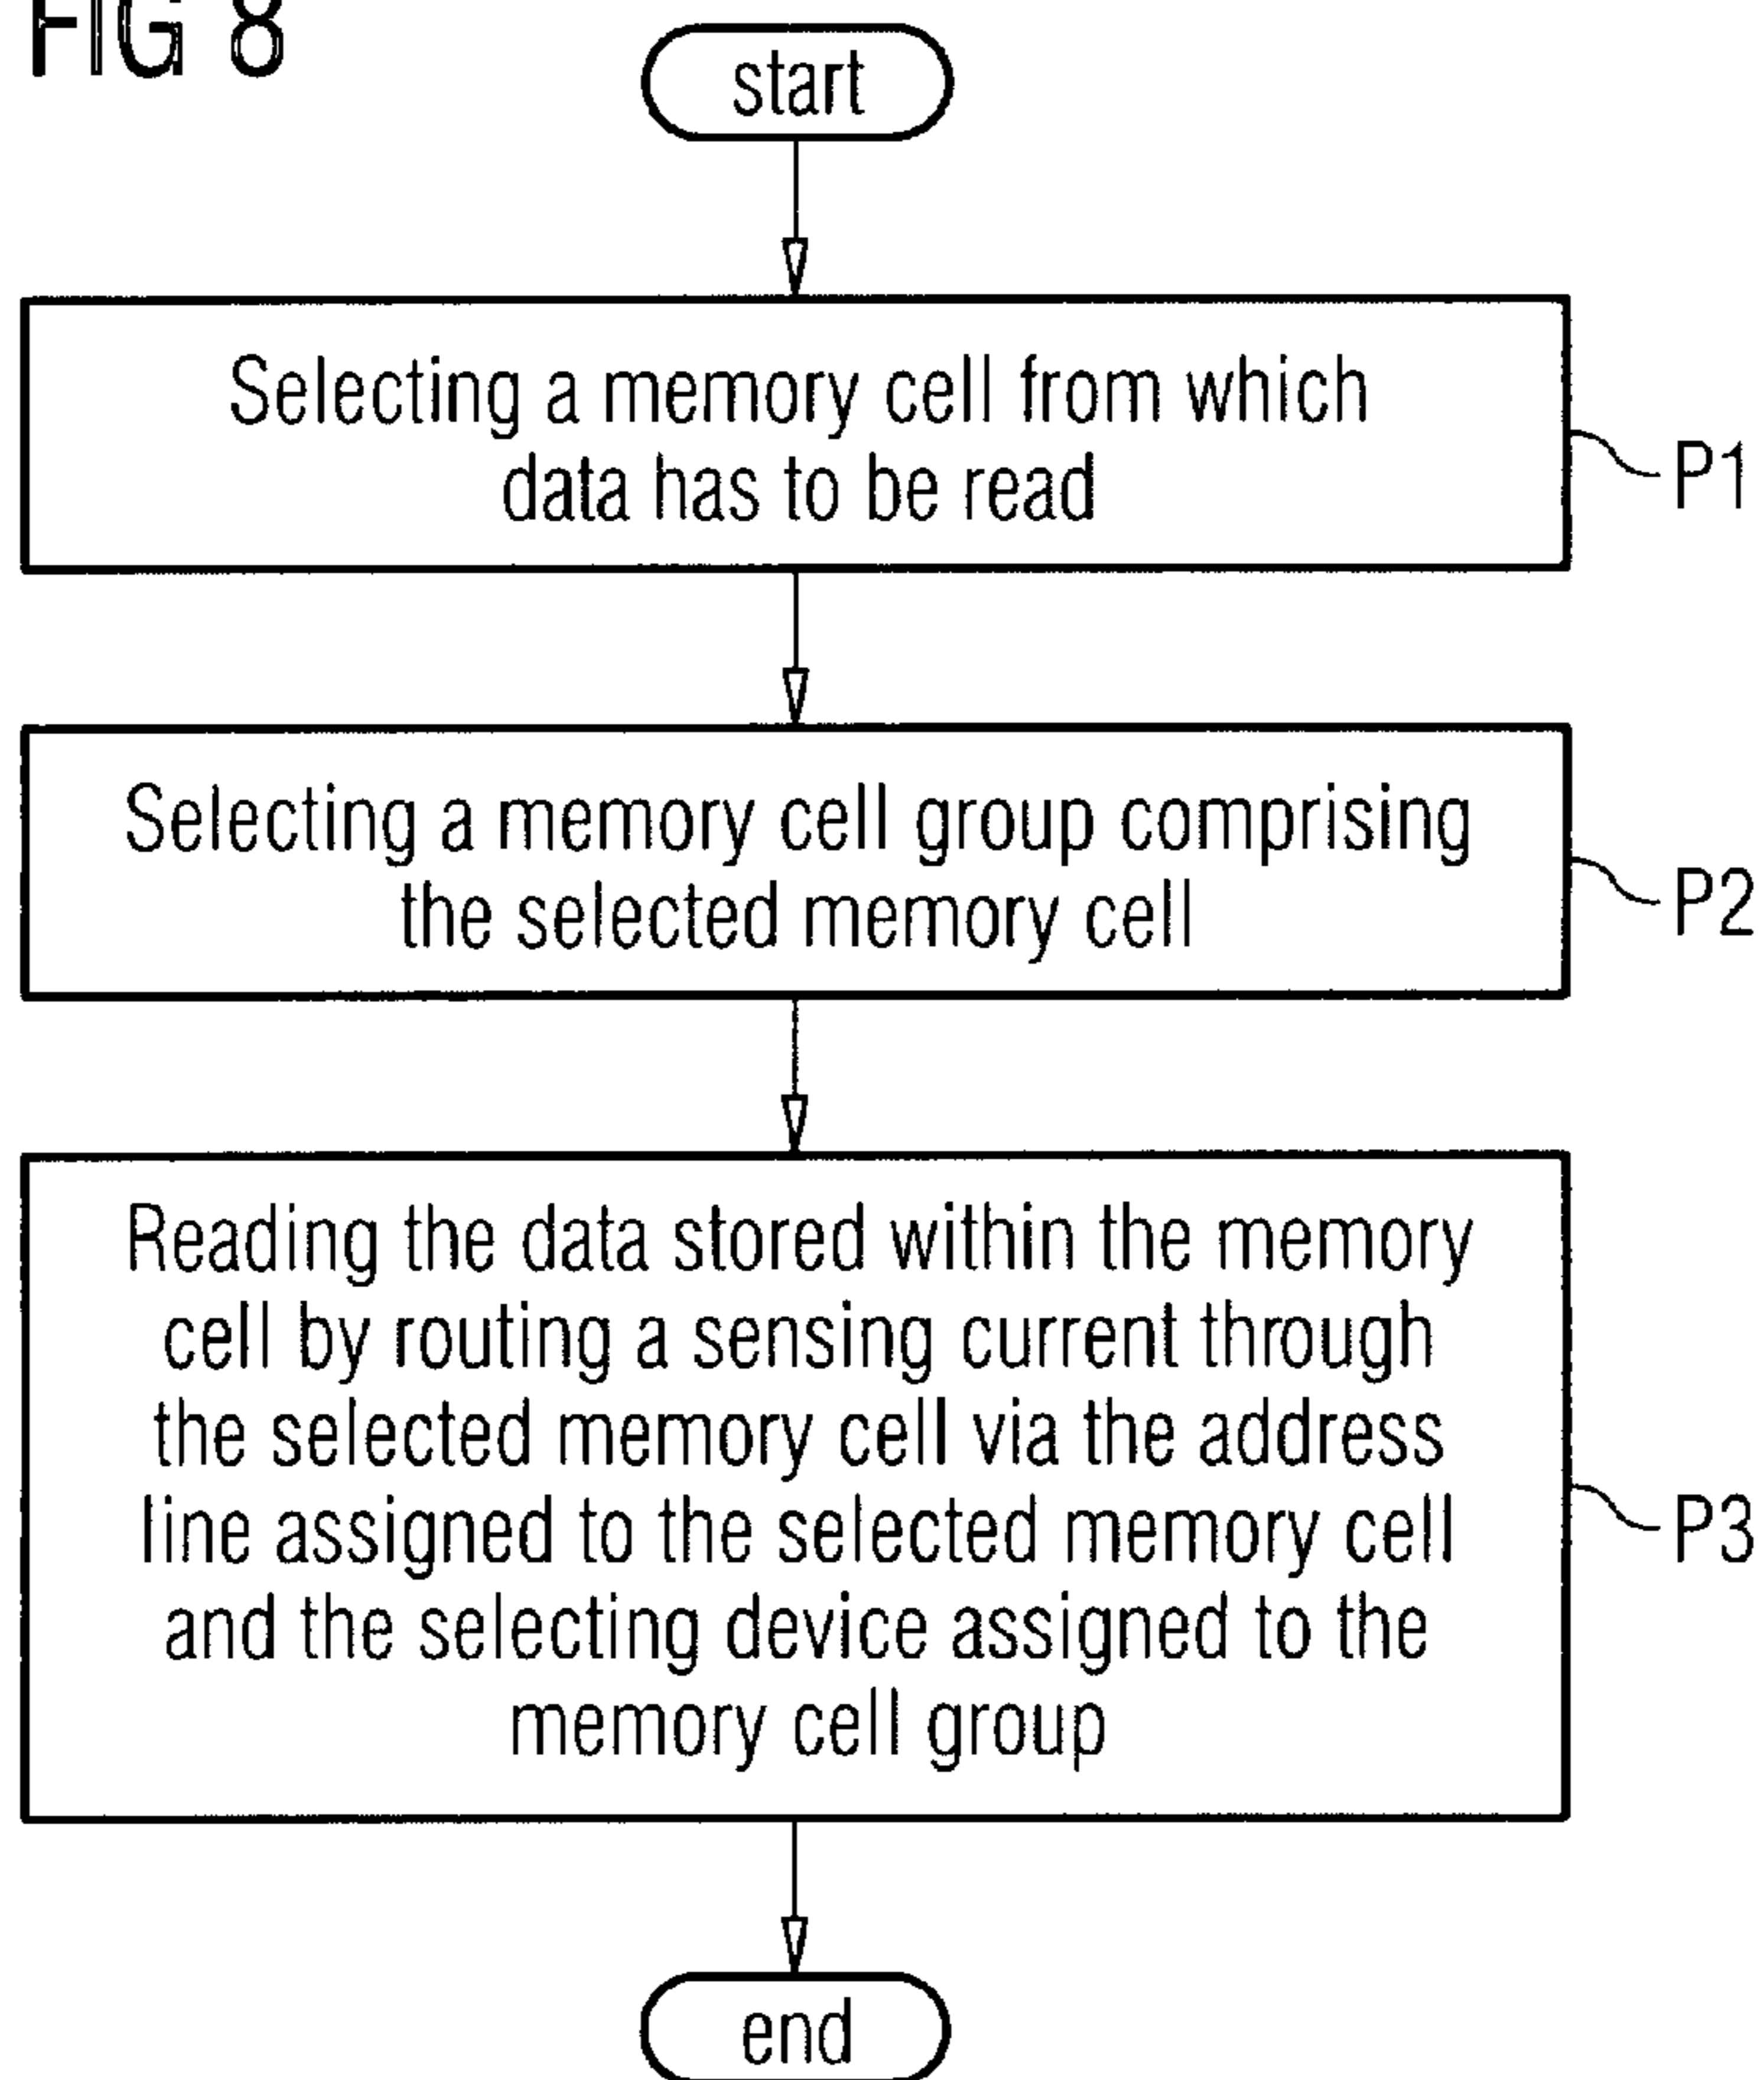 FIG 8
start
Selecting a memory cell from which
data has to be read
P1
Selecting a memory cell group comprising
the selected memory cell
P2
Reading the data stored within the memory
cell by routing a sensing current through
the selected memory cell via the address
line assigned to the selected memory cell
and the selecting device assigned to the
memory cell group
P3
end